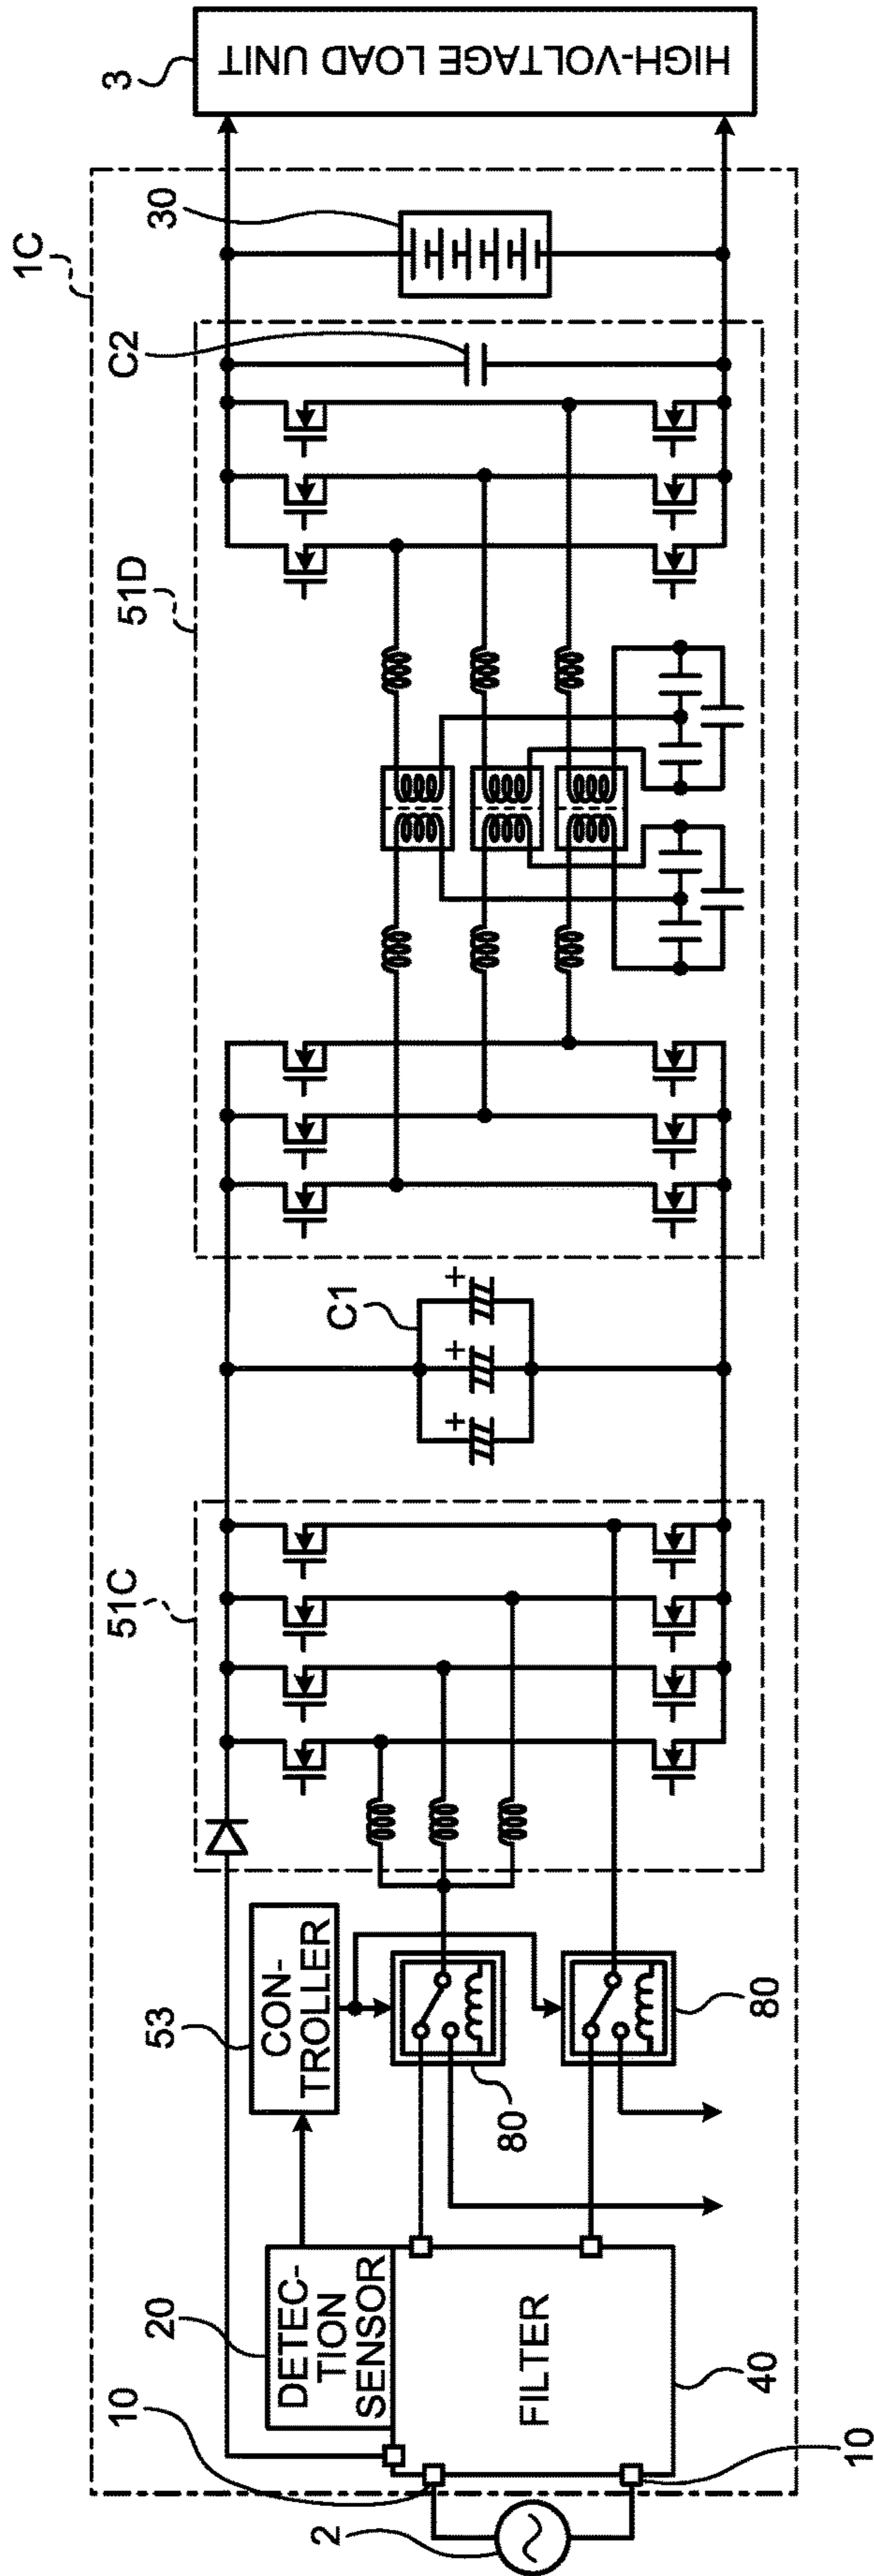 1C
3
HIGH-VOLTAGE LOAD UNIT
30
C2
51D
C1
+
+
+
51C
53
CON-
TROLLER
80
80
20
DETEC-
TION
SENSOR
FILTER
40
10
10
2